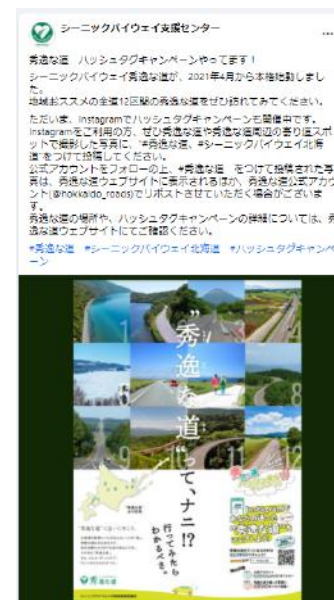 シーニックバイウェイ支援センター
秀逸な道 ハッシュタグキャンペーンやってます!
シーニックバイウェイ秀逸な道が、2021年4月から本格始動しまし
た。
地域おススメの全道12区間の秀逸な道をぜひ訪れてみてください。
ただいま、Instagramでハッシュタグキャンペーンも開催中です。
Instagramをご利用の方、ぜひ秀逸な道や秀逸な道周辺の寄り道スポ
ットで撮影した写真に、"#秀逸な道、#シーニックバイウェイ北海
道"をつけて投稿してください。
公式アカウントをフォローの上、#秀逸な道 をつけて投稿された写
真は、秀逸な道ウェブサイトに表示されるほか、秀逸な道公式アカウ
ント(@hokkaido_roads)でリポストさせていただく場合がございま
す。
秀逸な道の場所や、ハッシュタグキャンペーンの詳細については、秀
逸な道ウェブサイトにてご確認ください。
#秀逸な道 #シーニックバイウェイ北海道 #ハッシュタグキャンペ
ーン
1
3
6
8
9
10
11
12
"秀逸な道"
って、ナニ!?
行ってみたら
わかるべさ。
秀逸な道